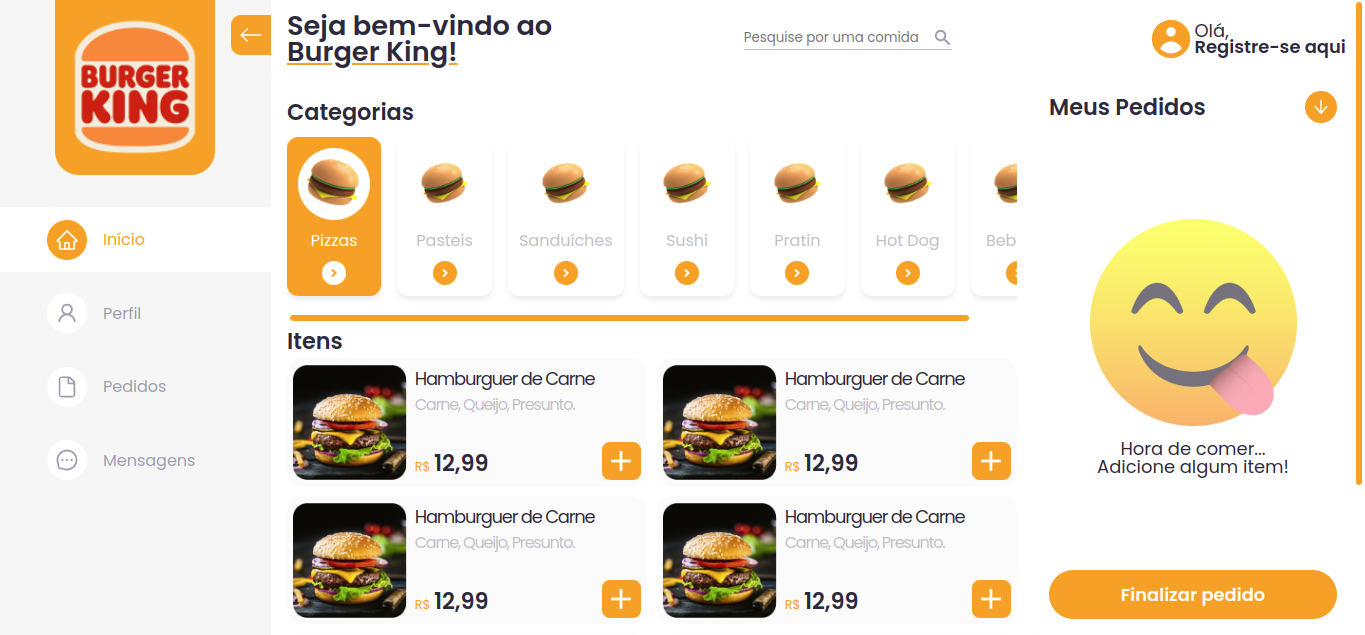 BURGER
KING
Início
Perfil
Pedidos
Mensagens
Seja bem-vindo ao
Burger King!
Pesquise por uma comida
Categorias
Pizzas
Pasteis
Sanduíches
Sushi
Pratin
Hot Dog
Beb
Itens
Hamburguer de Carne
Carne, Queijo, Presunto.
R$ 12,99
Hamburguer de Carne
Carne, Queijo, Presunto.
R$ 12,99
Hamburguer de Carne
Carne, Queijo, Presunto.
R$ 12,99
Hamburguer de Carne
Carne, Queijo, Presunto.
R$ 12,99
Olá,
Registre-se aqui
Meus Pedidos
Hora de comer...
Adicione algum item!
Finalizar pedido